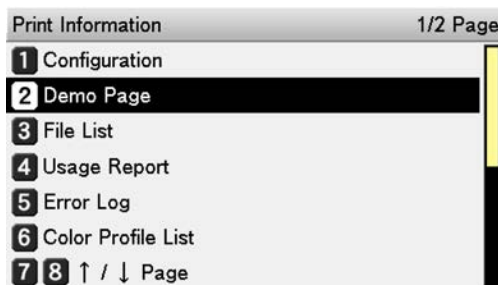 Print Information 1/2 Page
1 Configuration
2 Demo Page
3 File List
4 Usage Report
5 Error Log
6 Color Profile List
7 8 ↑ / ↓ Page